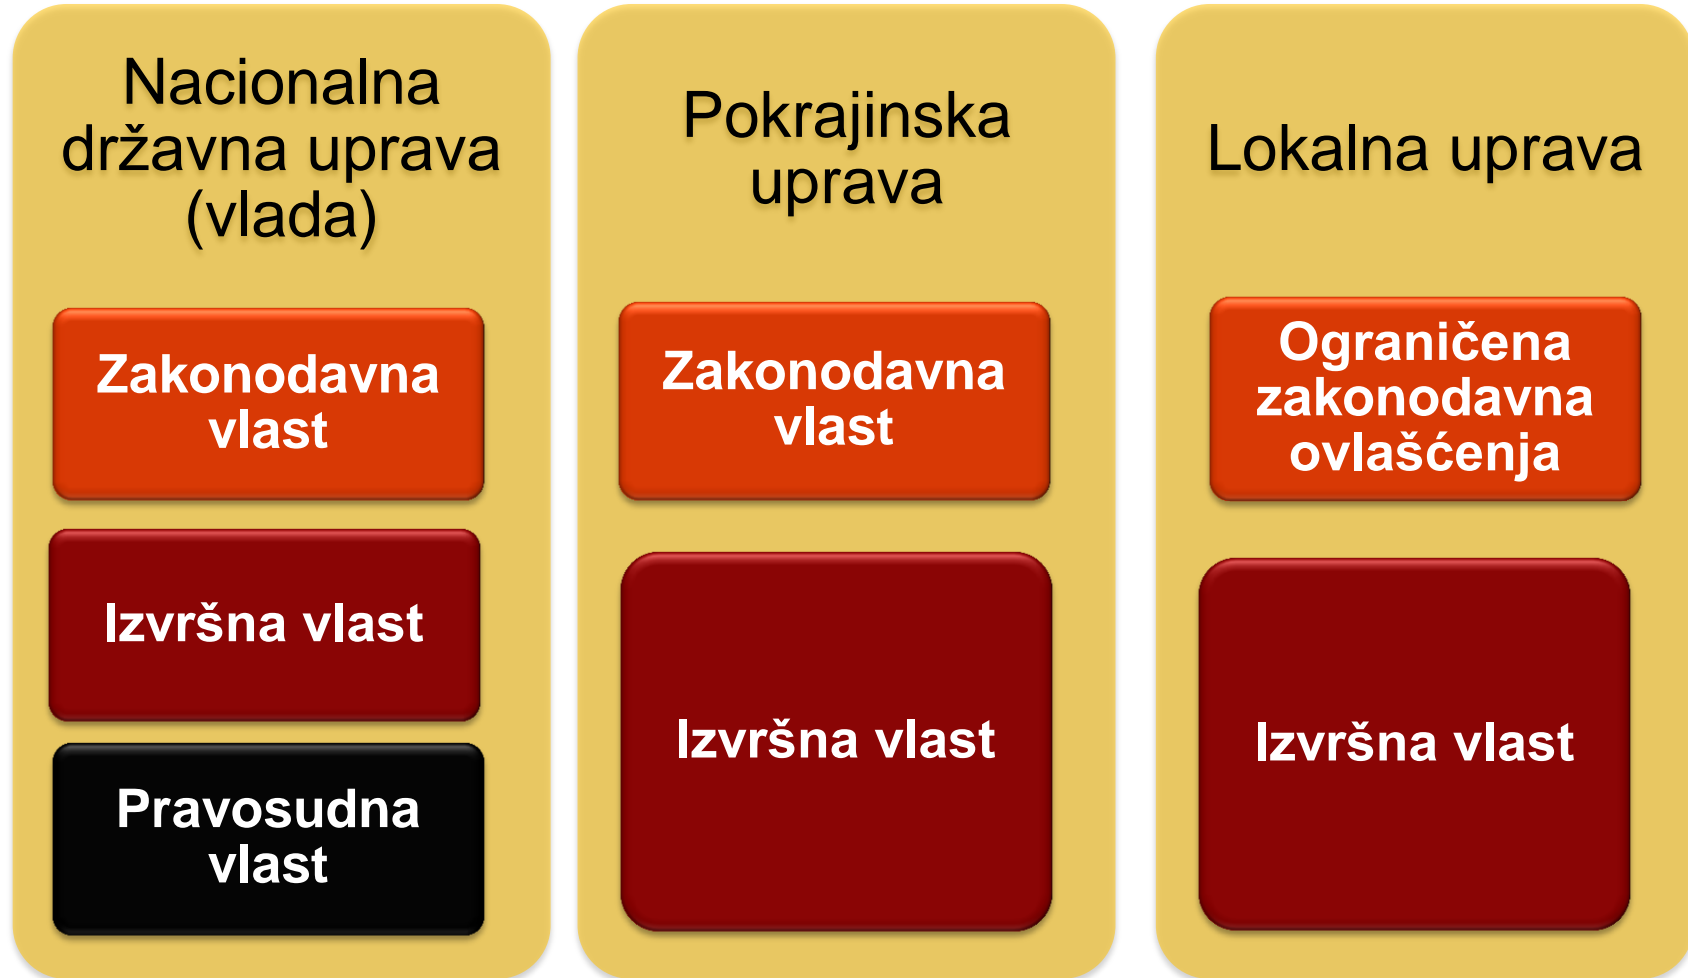 Nacionalna
državna uprava
(vlada)
Zakonodavna
vlast
Izvršna vlast
Pravosudna
vlast
Pokrajinska
uprava
Zakonodavna
vlast
Izvršna vlast
Lokalna uprava
Ograničena
zakonodavna
ovlašćenja
Izvršna vlast